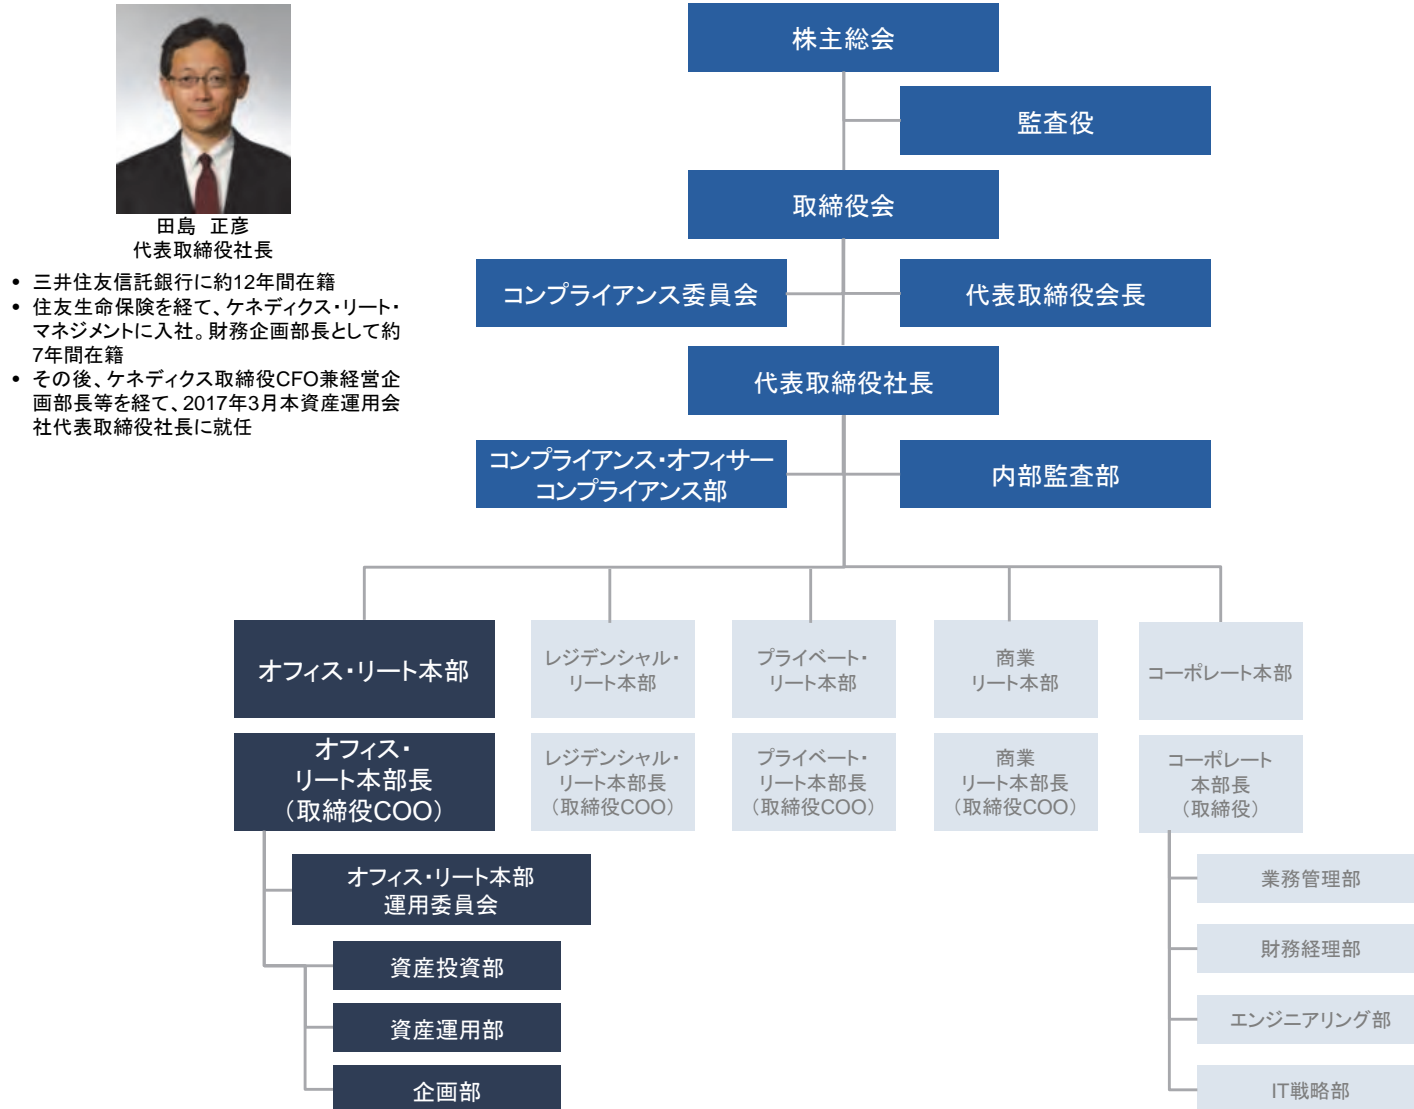 田島 正彦
代表取締役社長
• 三井住友信託銀行に約12年間在籍
• 住友生命保険を経て、ケネディクス・リート・
マネジメントに入社。財務企画部長として約
7年間在籍
• その後、ケネディクス取締役CFO兼経営企
画部長等を経て、2017年3月本資産運用会
社代表取締役社長に就任
株主総会
監査役
取締役会
コンプライアンス委員会
代表取締役会長
代表取締役社長
コンプライアンス・オフィサー
コンプライアンス部
内部監査部
オフィス・リート本部
レジデンシャル・
リート本部
プライベート・
リート本部
商業
リート本部
コーポレート本部
オフィス・
リート本部長
（取締役COO）
レジデンシャル・
リート本部長
（取締役COO）
プライベート・
リート本部長
（取締役COO）
商業
リート本部長
（取締役COO）
コーポレート
本部長
（取締役）
オフィス・リート本部
運用委員会
資産投資部
資産運用部
企画部
業務管理部
財務経理部
エンジニアリング部
IT戦略部